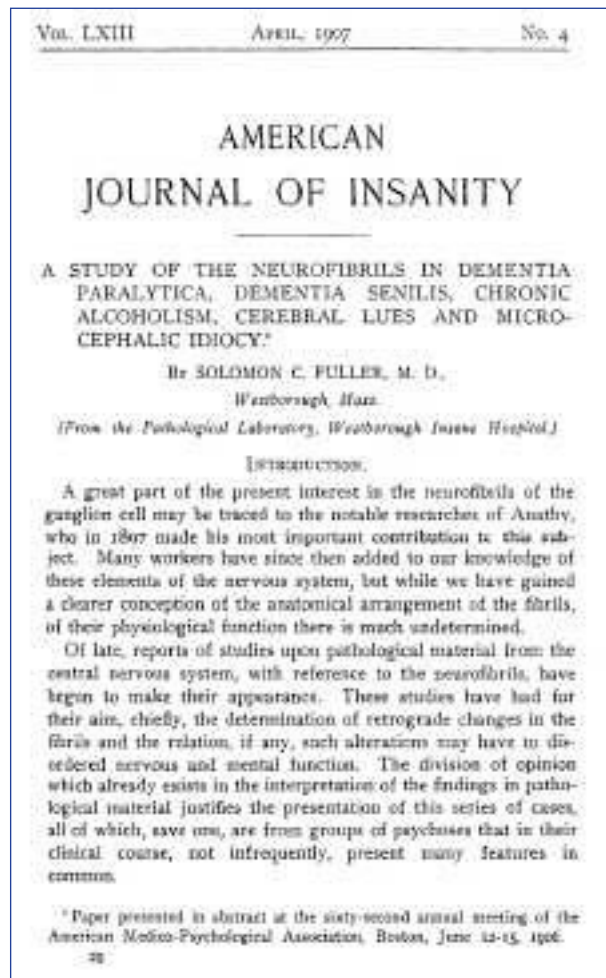 VOL. LXIII APRIL, 1907 No. 4
AMERICAN
JOURNAL OF INSANITY
A STUDY OF THE NEUROFIBRILS IN DEMENTIA
PARALYTICA, DEMENTIA SENILIS, CHRONIC
ALCOHOLISM, CEREBRAL LUES AND MICRO-
CEPHALIC IDIOCY.*
BY SOLOMON C. FULLER, M. D.,
Westborough, Mass.
(From the Pathological Laboratory, Westborough Insane Hospital.)
INTRODUCTION.
A great part of the present interest in the neurofibrils of the
ganglion cell may be traced to the notable researches of Apathy,
who in 1897 made his most important contribution to this sub-
ject. Many workers have since then added to our knowledge of
these elements of the nervous system, but while we have gained
a clearer conception of the anatomical arrangement of the fibrils,
of their physiological function there is much undetermined.
Of late, reports of studies upon pathological material from the
central nervous system, with reference to the neurofibrils, have
begun to make their appearance. These studies have had for
their aim, chiefly, the determination of retrograde changes in the
fibrils and the relation, if any, such alterations may have to dis-
ordered nervous and mental function. The division of opinion
which already exists in the interpretation of the findings in patho-
logical material justifies the presentation of this series of cases,
all of which, save one, are from groups of psychoses that in their
clinical course, not infrequently, present many features in
common.
* Paper presented in abstract at the sixty-second annual meeting of the
American Medico-Psychological Association, Boston, June 12-15, 1906.